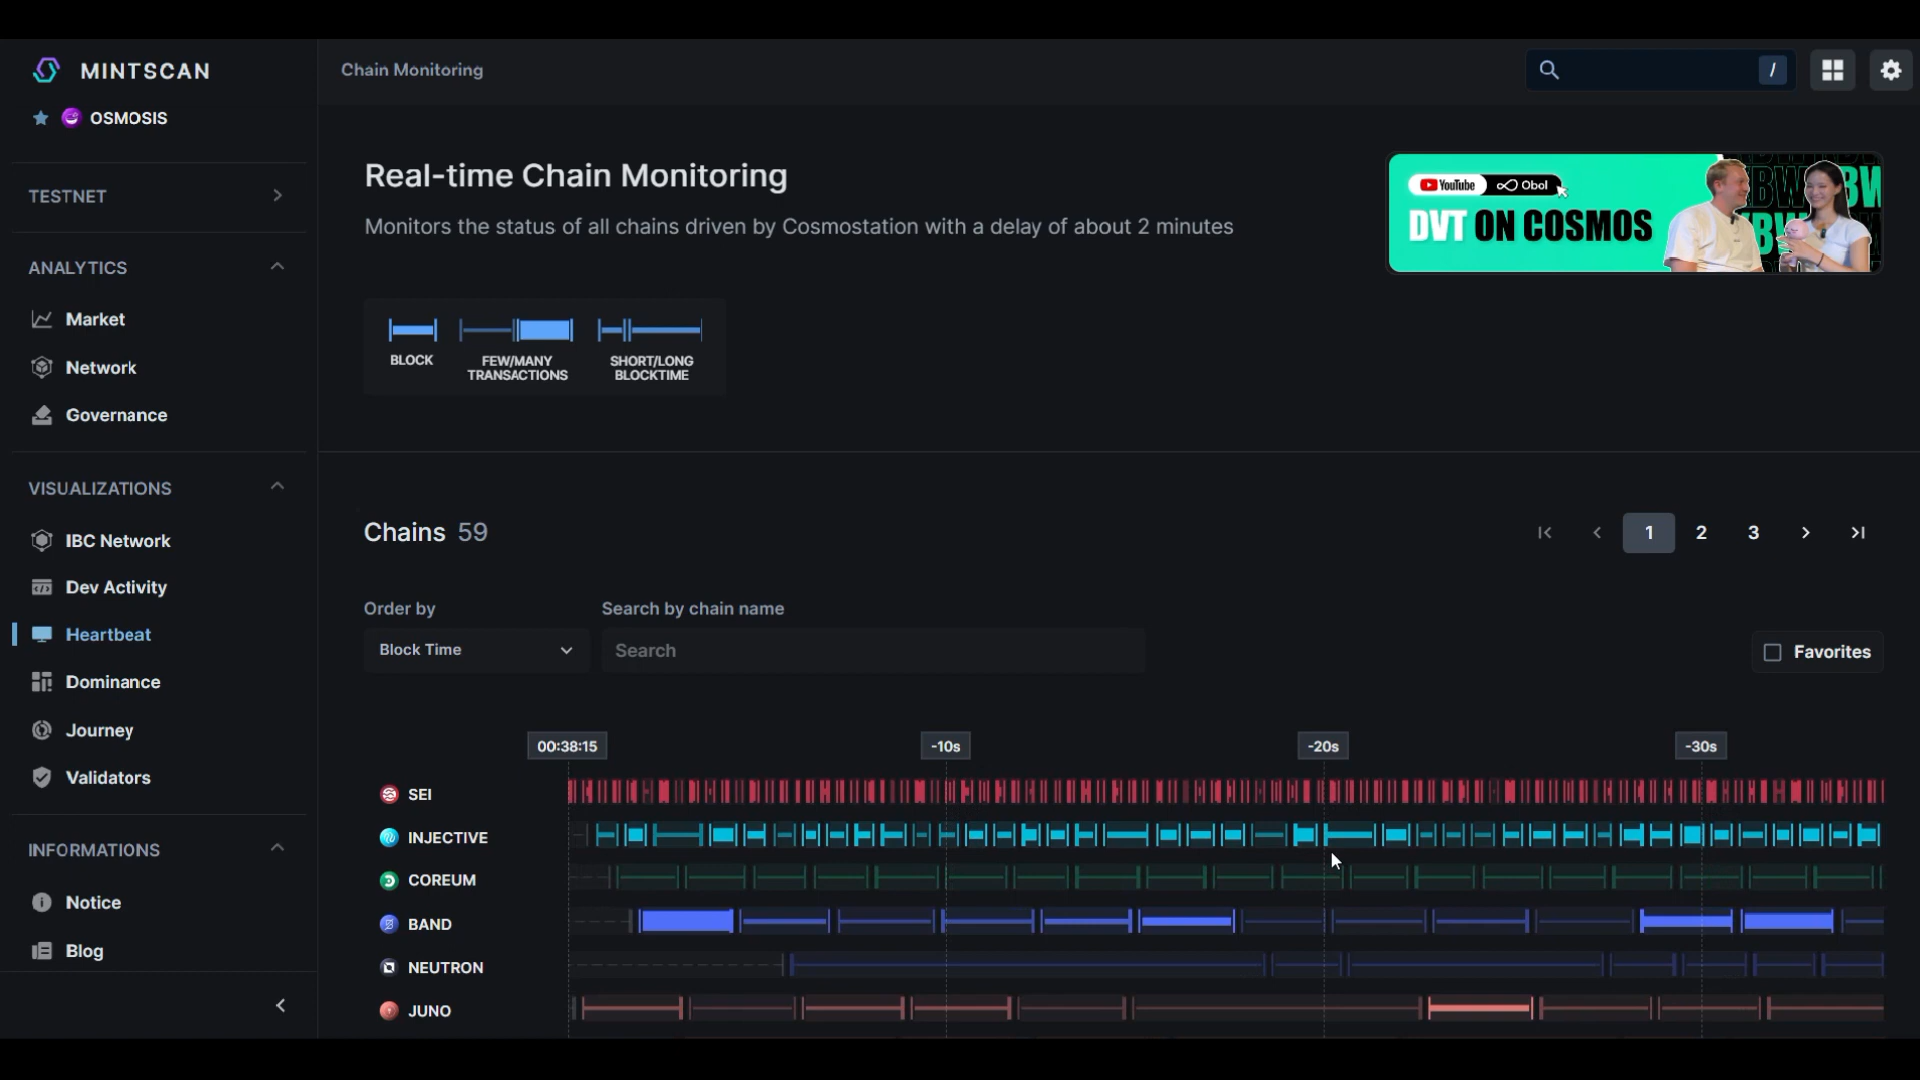 MINTSCAN
OSMOSIS
TESTNET
ANALYTICS
Market
Network
Governance
VISUALIZATIONS
IBC Network
Dev Activity
Heartbeat
Dominance
Journey
Validators
INFORMATIONS
Notice
Blog
Chain Monitoring
/
Real-time Chain Monitoring
Monitors the status of all chains driven by Cosmostation with a delay of about 2 minutes
YouTube Obol
DVT ON COSMOS
BLOCK
FEW/MANY
TRANSACTIONS
SHORT/LONG
BLOCKTIME
Chains 59
1 2 3
Order by
Block Time
Search by chain name
Search
Favorites
00:38:15 -10s -20s -30s
SEI
INJECTIVE
COREUM
BAND
NEUTRON
JUNO